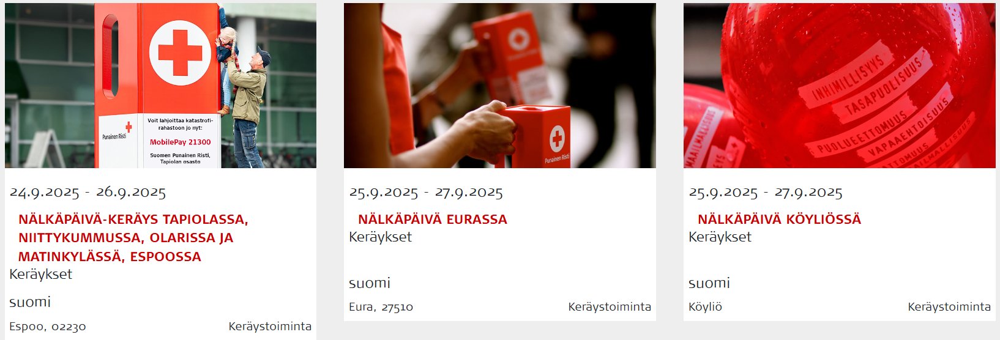 Voit lahjoittaa katastrofi-
rahastoon jo nyt:
MobilePay 21300
Suomen Punainen Risti,
Tapiolan osasto
Punainen Risti
24.9.2025 - 26.9.2025
NÄLKÄPÄIVÄ-KERÄYS TAPIOLASSA,
NIITTYKUMMUSSA, OLARISSA JA
MATINKYLÄSSÄ, ESPOOSSA
Keräykset
suomi
Espoo, 02230
Keräystoiminta
Punainen Risti
25.9.2025 - 27.9.2025
NÄLKÄPÄIVÄ EURASSA
Keräykset
suomi
Eura, 27510
Keräystoiminta
INHIMILLISYYS
TASAPUOLISUUS
PUOLUEETTOMUUS
VAPAAEHTOISUUS
MAAILMALLISUUS
25.9.2025 - 27.9.2025
NÄLKÄPÄIVÄ KÖYLIÖSSÄ
Keräykset
suomi
Köyliö
Keräystoiminta